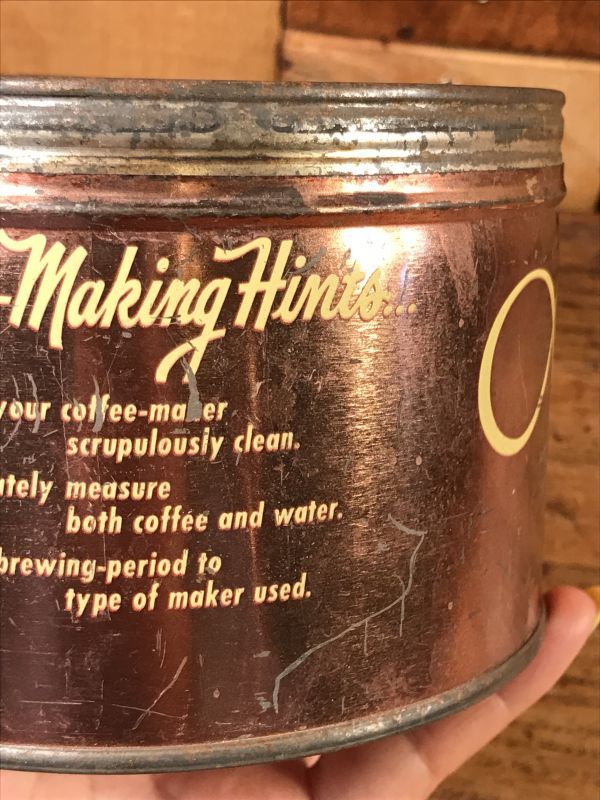 -Making Hints...
your coffee-maker
scrupulously clean.
ately measure
both coffee and water.
brewing-period to
type of maker used.